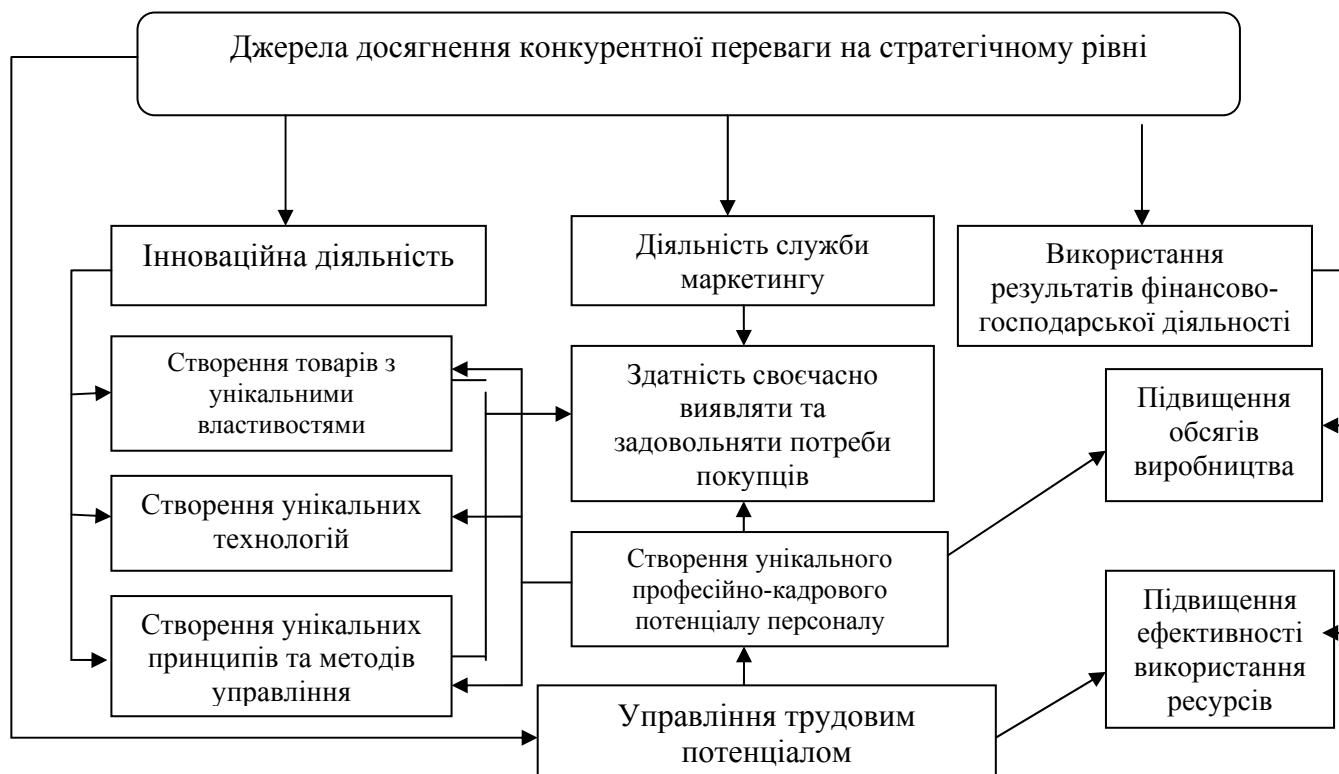 Джерела досягнення конкурентної переваги на стратегічному рівні
Інноваційна діяльність
Діяльність служби
маркетингу
Використання
результатів фінансово-
господарської діяльності
Створення товарів з
унікальними
властивостями
Здатність своєчасно
виявляти та
задовольняти потреби
покупців
Підвищення
обсягів
виробництва
Створення унікальних
технологій
Створення унікального
професійно-кадрового
потенціалу персоналу
Створення унікальних
принципів та методів
управління
Підвищення
ефективності
використання
ресурсів
Управління трудовим
потенціалом